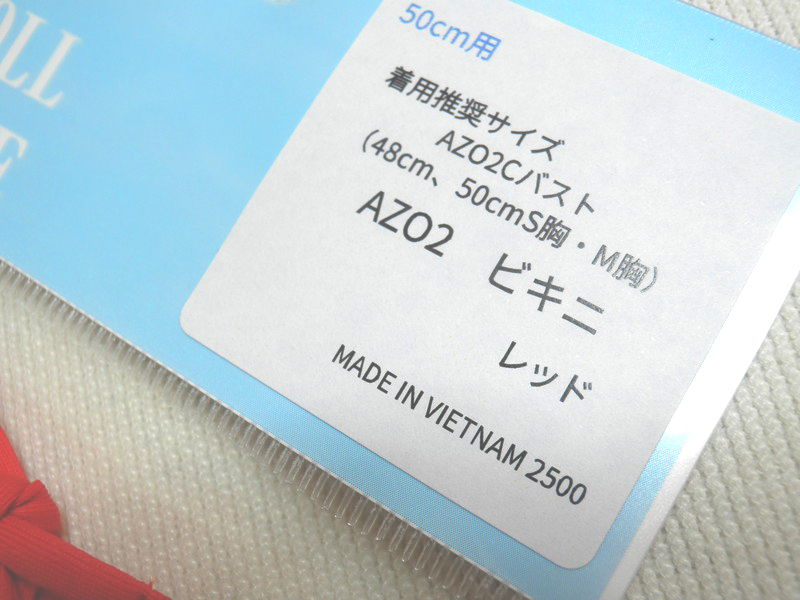 OLL
E
50cm用
着用推奨サイズ
AZO2Cバスト
(48cm、50cmS胸・M胸)
AZO2 ビキニ
レッド
MADE IN VIETNAM 2500